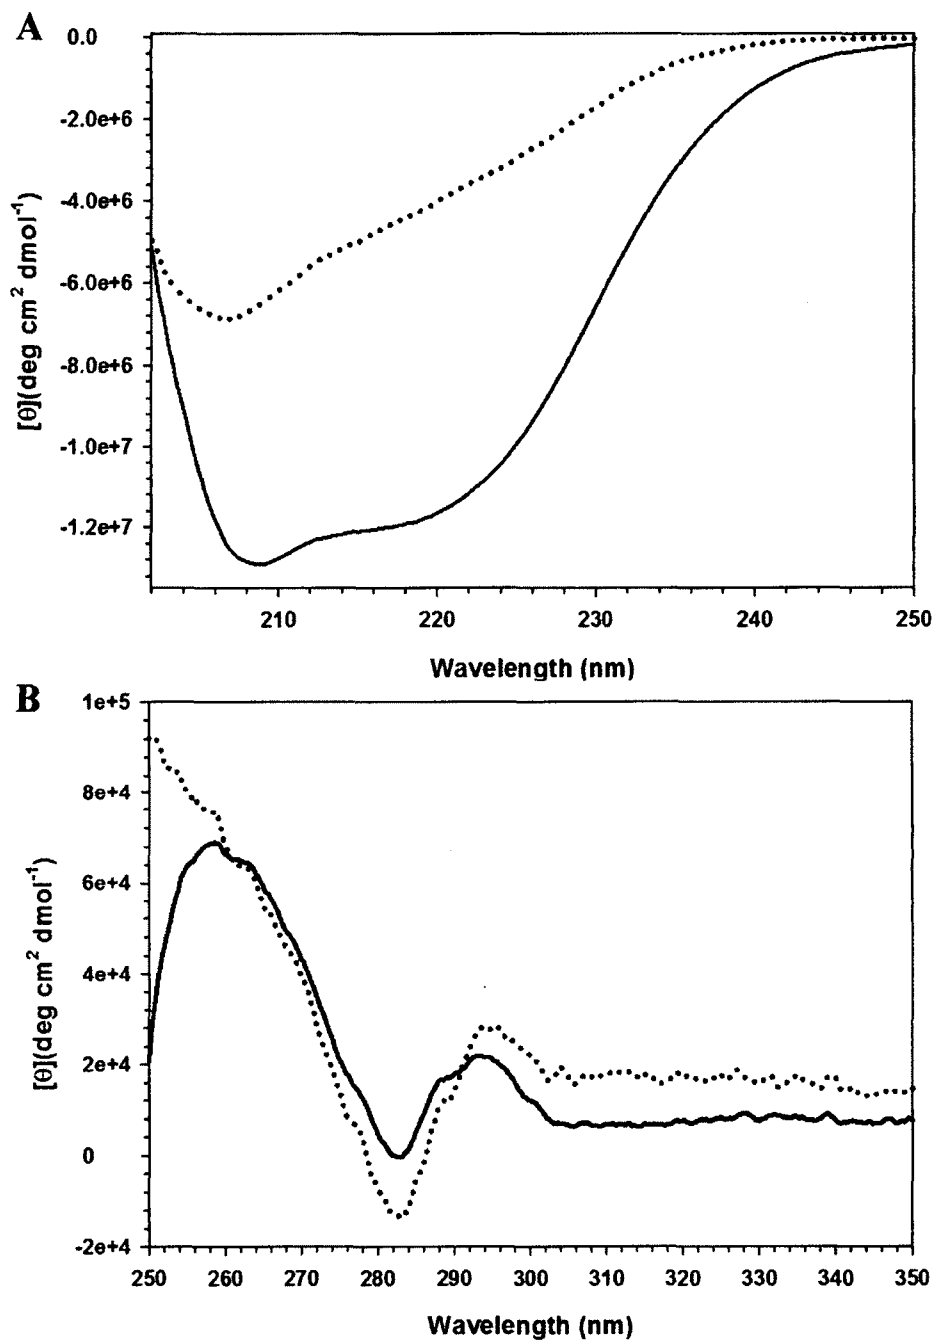 A
0.0
-2.0e+6
-4.0e+6
-6.0e+6
-8.0e+6
-1.0e+7
-1.2e+7
[θ](deg cm² dmol⁻¹)
210 220 230 240 250
Wavelength (nm)
B
1e+5
8e+4
6e+4
4e+4
2e+4
0
-2e+4
[θ](deg cm² dmol⁻¹)
250 260 270 280 290 300 310 320 330 340 350
Wavelength (nm)